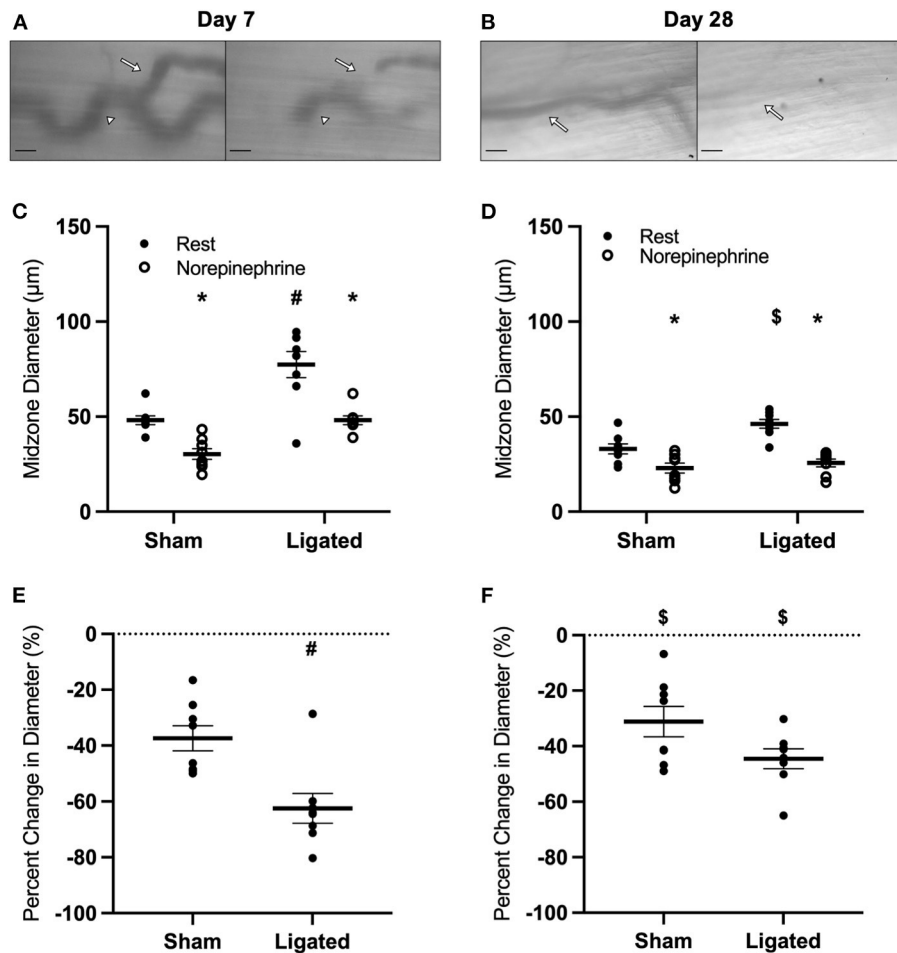 A Day 7
B Day 28
C
Midzone Diameter (µm)
150
100
50
0
Rest
Norepinephrine
* # *
Sham Ligated
D
Midzone Diameter (µm)
150
100
50
0
Rest
Norepinephrine
* $ *
Sham Ligated
E
Percent Change in Diameter (%)
0
-20
-40
-60
-80
-100
#
Sham Ligated
F
Percent Change in Diameter (%)
0
-20
-40
-60
-80
-100
$ $
Sham Ligated